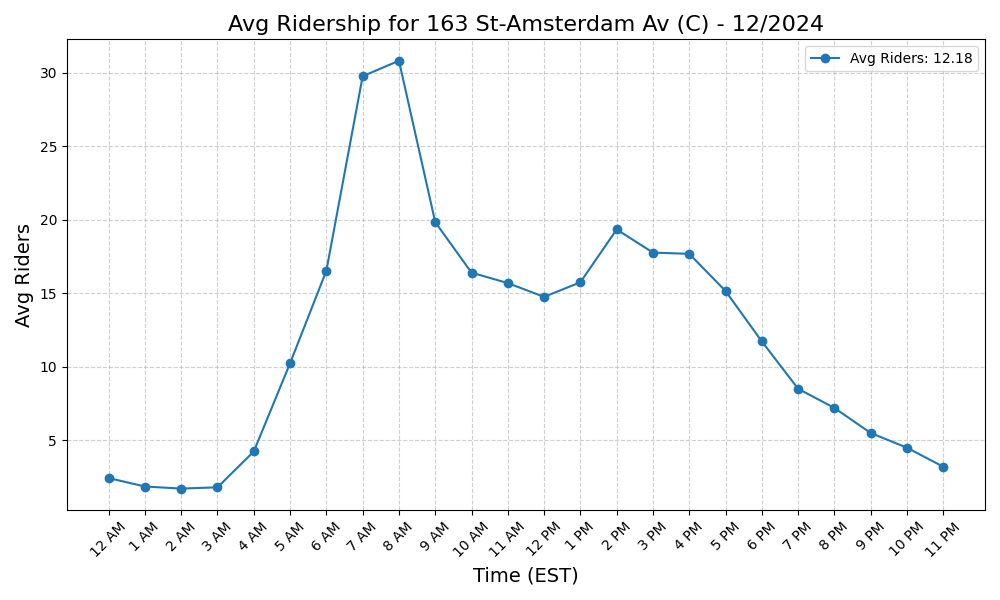 Avg Ridership for 163 St-Amsterdam Av (C) - 12/2024
Avg Riders: 12.18
Avg Riders
30
25
20
15
10
5
12 AM
1 AM
2 AM
3 AM
4 AM
5 AM
6 AM
7 AM
8 AM
9 AM
10 AM
11 AM
12 PM
1 PM
2 PM
3 PM
4 PM
5 PM
6 PM
7 PM
8 PM
9 PM
10 PM
11 PM
Time (EST)